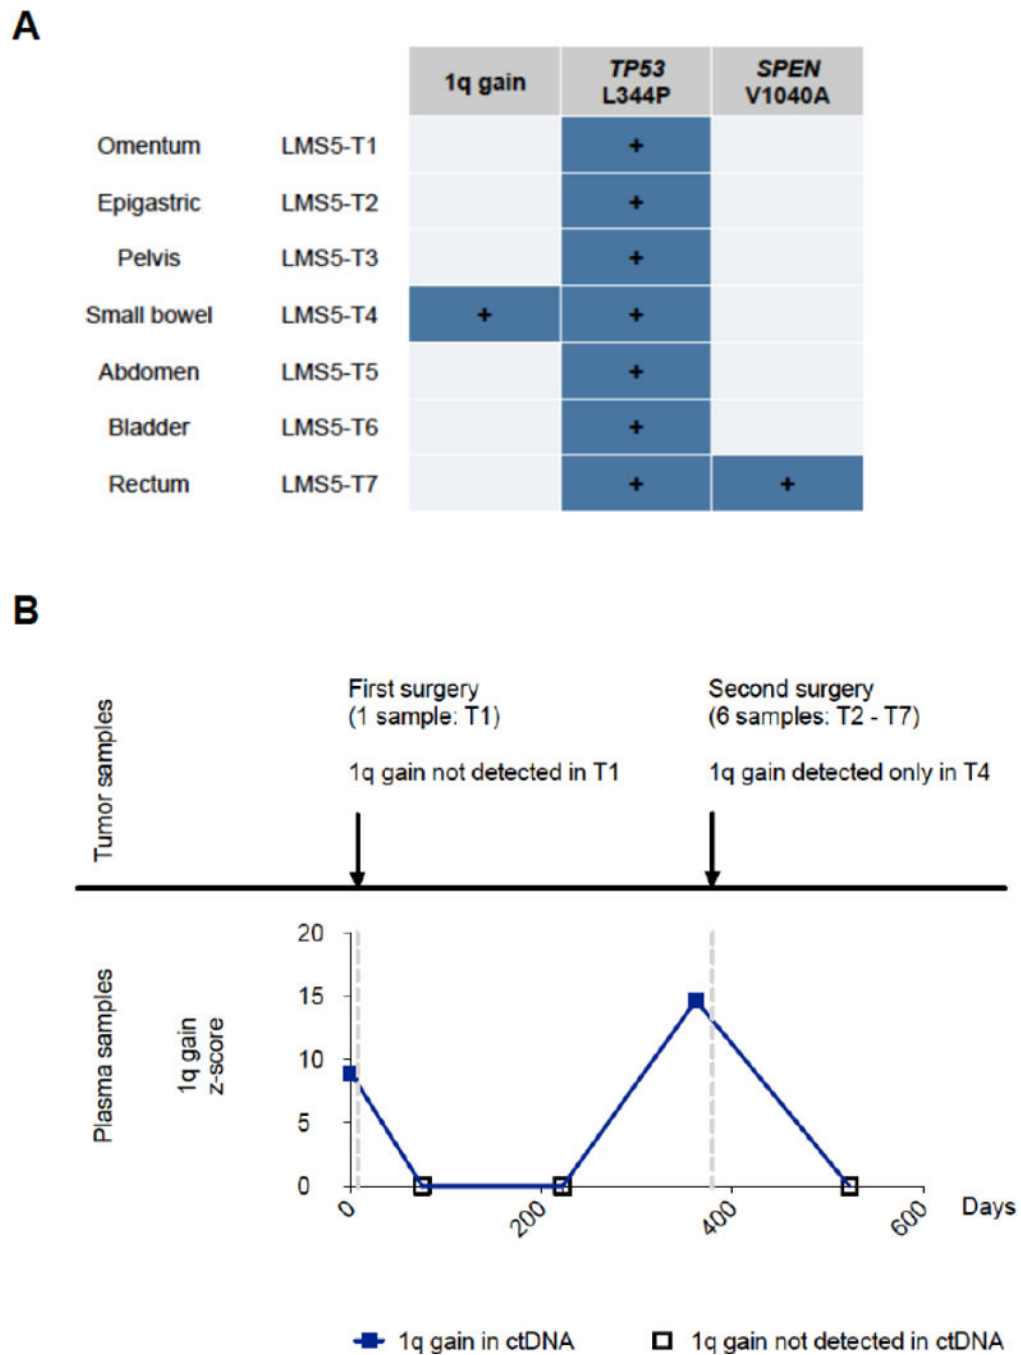 A
1q gain TP53 L344P SPEN V1040A
Omentum LMS5-T1 +
Epigastric LMS5-T2 +
Pelvis LMS5-T3 +
Small bowel LMS5-T4 + +
Abdomen LMS5-T5 +
Bladder LMS5-T6 +
Rectum LMS5-T7 + +
B
Tumor samples
First surgery
(1 sample: T1)
1q gain not detected in T1
Second surgery
(6 samples: T2 - T7)
1q gain detected only in T4
Plasma samples
1q gain
z-score
20
15
10
5
0
0 200 400 600 Days
1q gain in ctDNA
1q gain not detected in ctDNA